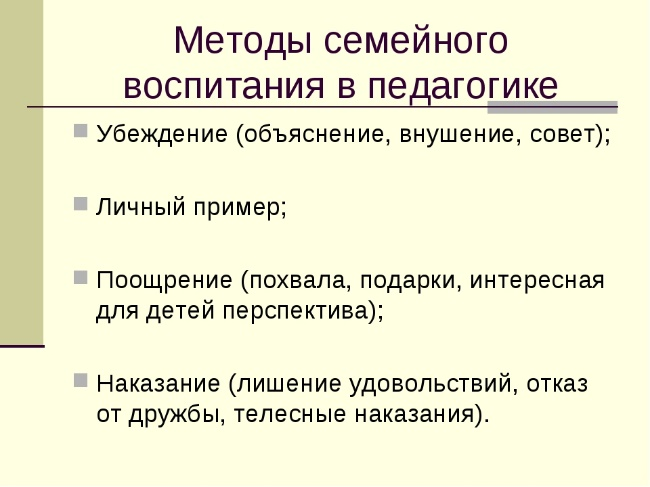 Методы семейного
воспитания в педагогике
Убеждение (объяснение, внушение, совет);
Личный пример;
Поощрение (похвала, подарки, интересная
для детей перспектива);
Наказание (лишение удовольствий, отказ
от дружбы, телесные наказания).